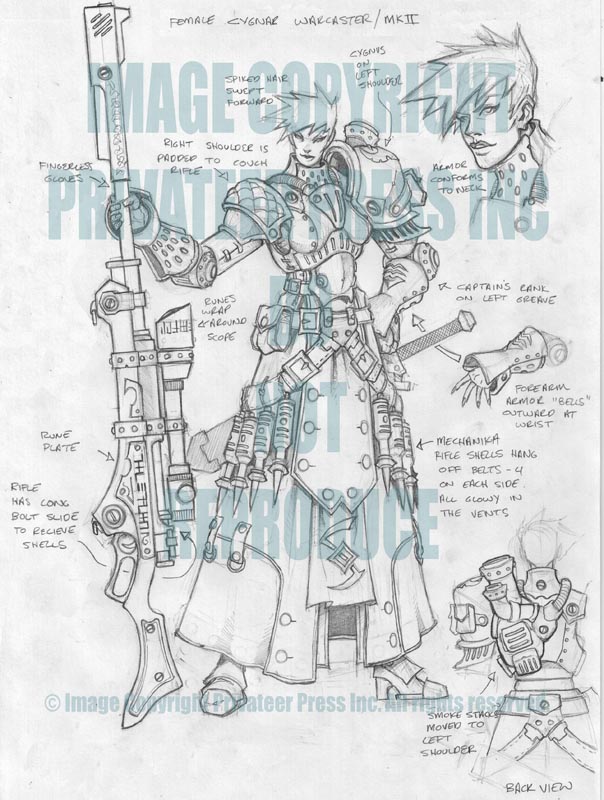 FEMALE CYGNAR WARCASTER/MKII
CYGNUS
ON
LEFT
SHOULDER
SPIKED HAIR
SWEPT
FORWARD
RIGHT SHOULDER IS
PADDED TO COUCH
RIFLE
FINGERLESS
GLOVES
ARMOR
CONFORMS
TO NECK
IMAGE COPYRIGHT
PRIVATEER PRESS INC
DO
NOT
REPRODUCE
RUNES
WRAP
AROUND
SCOPE
CAPTAIN'S RANK
ON LEFT GREAVE
FOREARM
ARMOR "BELLS"
OUTWARD AT
WRIST
RUNE
PLATE
MECHANIKA
RIFLE SHELLS HANG
OFF BELTS - 4
ON EACH SIDE.
ALL GLOWY IN
THE VENTS
RIFLE
HAS LONG
BOLT SLIDE
TO RECIEVE
SHELLS
© Image Copyright Privateer Press Inc. All rights reserved
SMOKE STACKS
MOVED TO
LEFT
SHOULDER
BACK VIEW